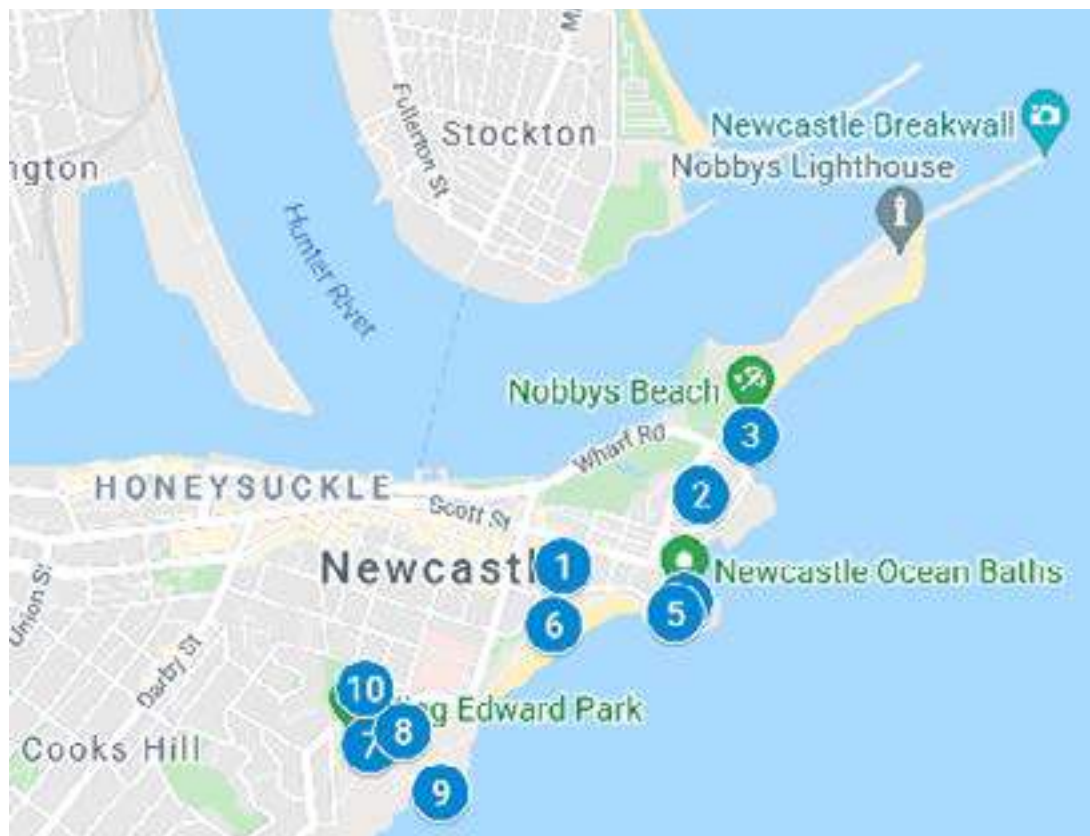 Stockton
Fullerton St
Newcastle Breakwall
Nobbys Lighthouse
ngton
Hunter River
Nobbys Beach
3
Wharf Rd
2
HONEYSUCKLE
Scott St
Newcastl
1
Newcastle Ocean Baths
5
6
Union St
Darby St
10
g Edward Park
8
7
Cooks Hill
9